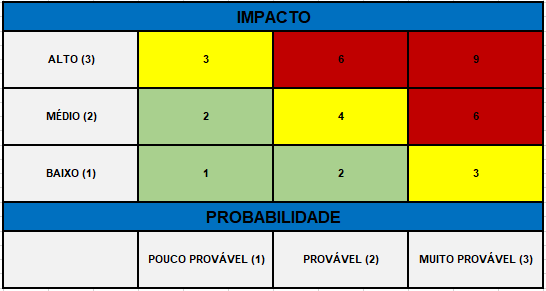 IMPACTO
ALTO (3) 3 6 9
MÉDIO (2) 2 4 6
BAIXO (1) 1 2 3
PROBABILIDADE
POUCO PROVÁVEL (1) PROVÁVEL (2) MUITO PROVÁVEL (3)